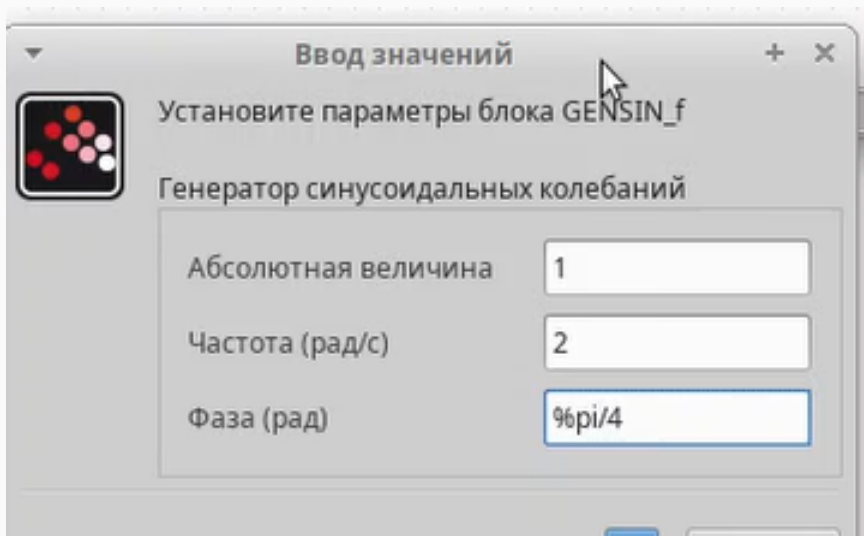 Ввод значений
Установите параметры блока GENSIN_f
Генератор синусоидальных колебаний
Абсолютная величина 1
Частота (рад/с) 2
Фаза (рад) %pi/4